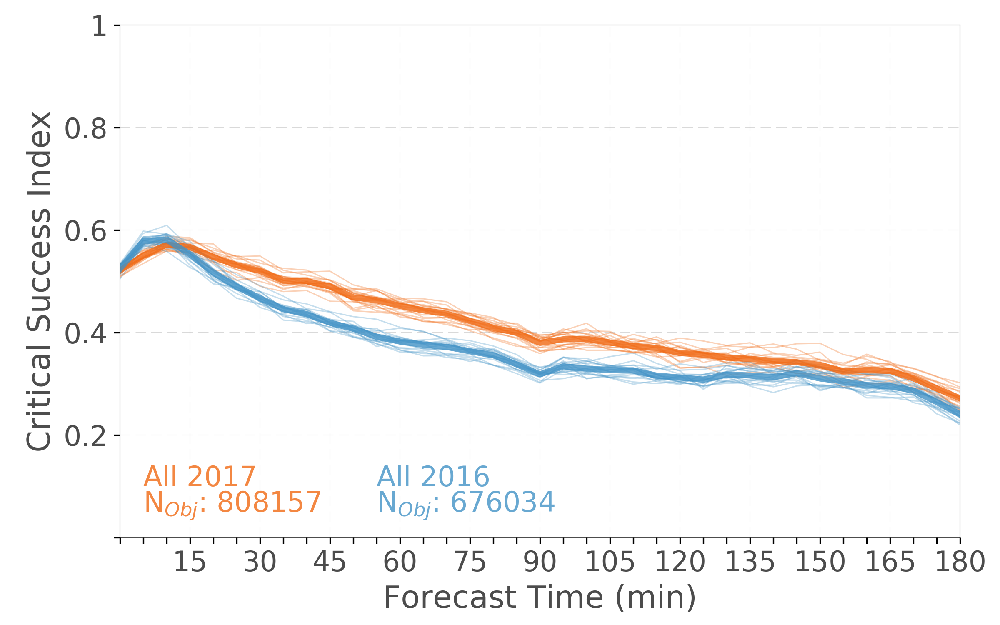 Critical Success Index
1
0.8
0.6
0.4
0.2
All 2017
N_Obj: 808157
All 2016
N_Obj: 676034
15 30 45 60 75 90 105 120 135 150 165 180
Forecast Time (min)